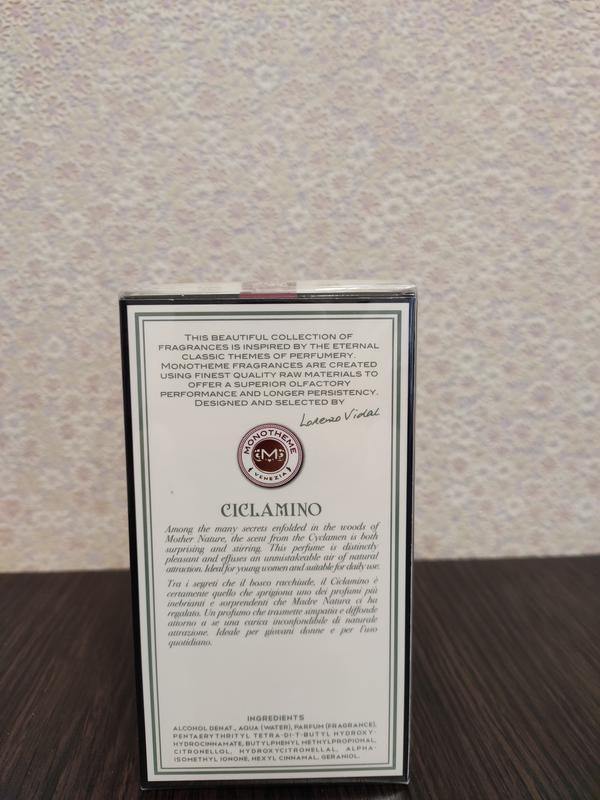 THIS BEAUTIFUL COLLECTION OF
FRAGRANCES IS INSPIRED BY THE ETERNAL
CLASSIC THEMES OF PERFUMERY.
MONOTHEME FRAGRANCES ARE CREATED
USING FINEST QUALITY RAW MATERIALS TO
OFFER A SUPERIOR OLFACTORY
PERFORMANCE AND LONGER PERSISTENCY.
DESIGNED AND SELECTED BY
Lorenzo Vidal
MONOTHEME
M
VENEZIA
CICLAMINO
Among the many secrets enfolded in the woods of
Mother Nature, the scent from the Cyclamen is both
surprising and stirring. This perfume is distinctly
pleasant and effuses an unmistakeable air of natural
attraction. Ideal for young women and suitable for daily use.
Tra i segreti che il bosco racchiude, il Ciclamino è
certamente quello che sprigiona uno dei profumi più
inebrianti e sorprendenti che Madre Natura ci ha
regalato. Un profumo che trasmette simpatia e diffonde
attorno a se una carica inconfondibile di naturale
attrazione. Ideale per giovani donne e per l'uso
quotidiano.
INGREDIENTS
ALCOHOL DENAT., AQUA (WATER), PARFUM (FRAGRANCE),
PENTAERYTHRITYL TETRA-DI-T-BUTYL HYDROXY-
HYDROCINNAMATE, BUTYLPHENYL METHYLPROPIONAL,
CITRONELLOL, HYDROXYCITRONELLAL, ALPHA-
ISOMETHYL IONONE, HEXYL CINNAMAL, GERANIOL.